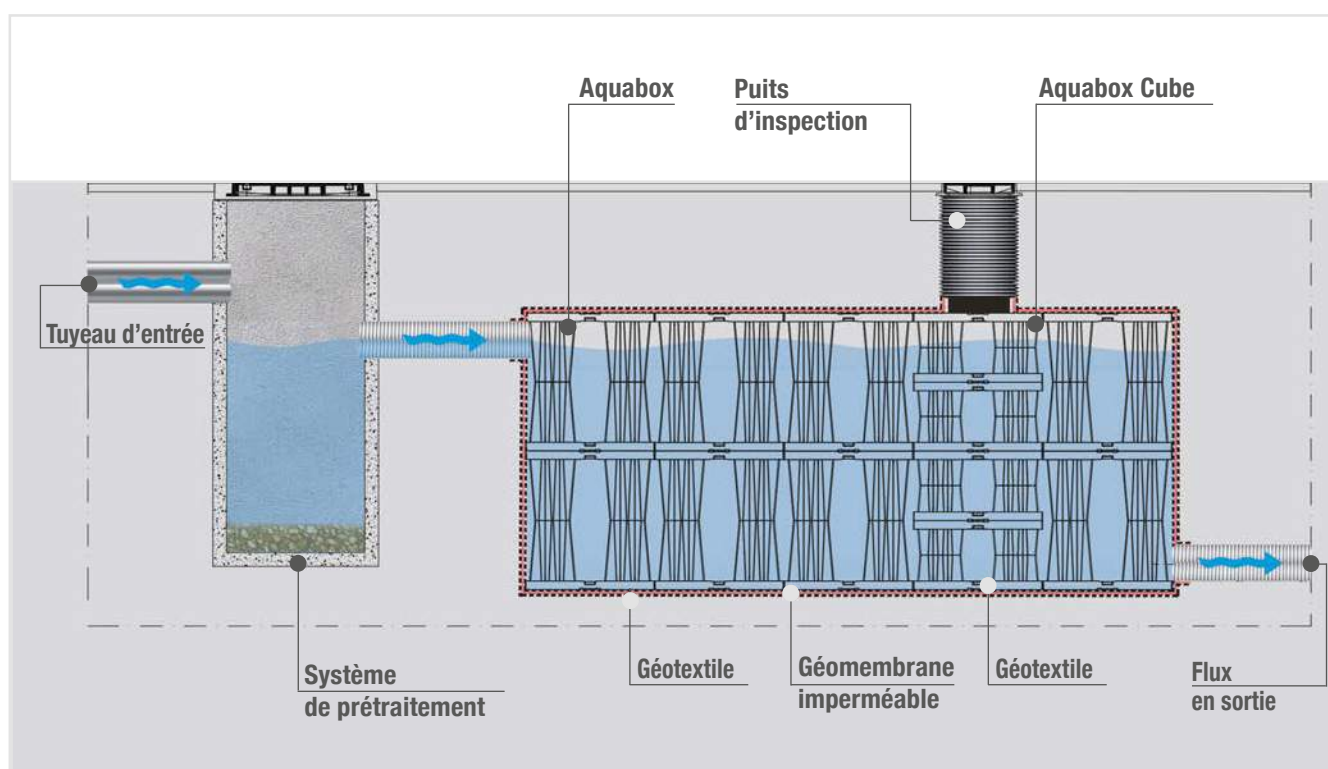 Aquabox
Puits
d’inspection
Aquabox Cube
Tuyeau d’entrée
Système
de prétraitement
Géotextile
Géomembrane
imperméable
Géotextile
Flux
en sortie